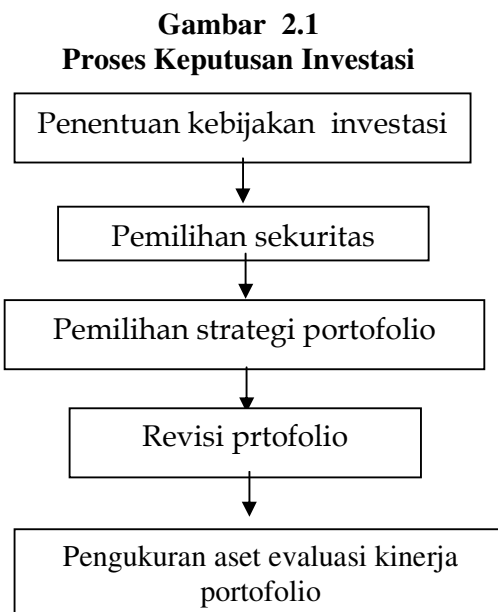 Gambar 2.1
Proses Keputusan Investasi
Penentuan kebijakan investasi
Pemilihan sekuritas
Pemilihan strategi portofolio
Revisi prtofolio
Pengukuran aset evaluasi kinerja
portofolio